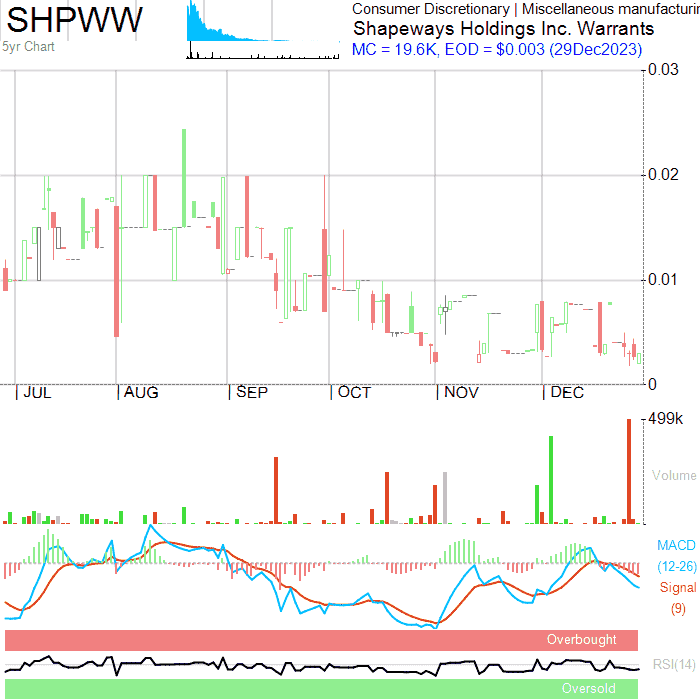 SHPWW
5yr Chart
Consumer Discretionary | Miscellaneous manufacturin
Shapeways Holdings Inc. Warrants
MC = 19.6K, EOD = $0.003 (29Dec2023)
0.03
0.02
0.01
0
JUL AUG SEP OCT NOV DEC
499k
Volume
MACD
(12-26)
Signal
(9)
Overbought
RSI(14)
Oversold